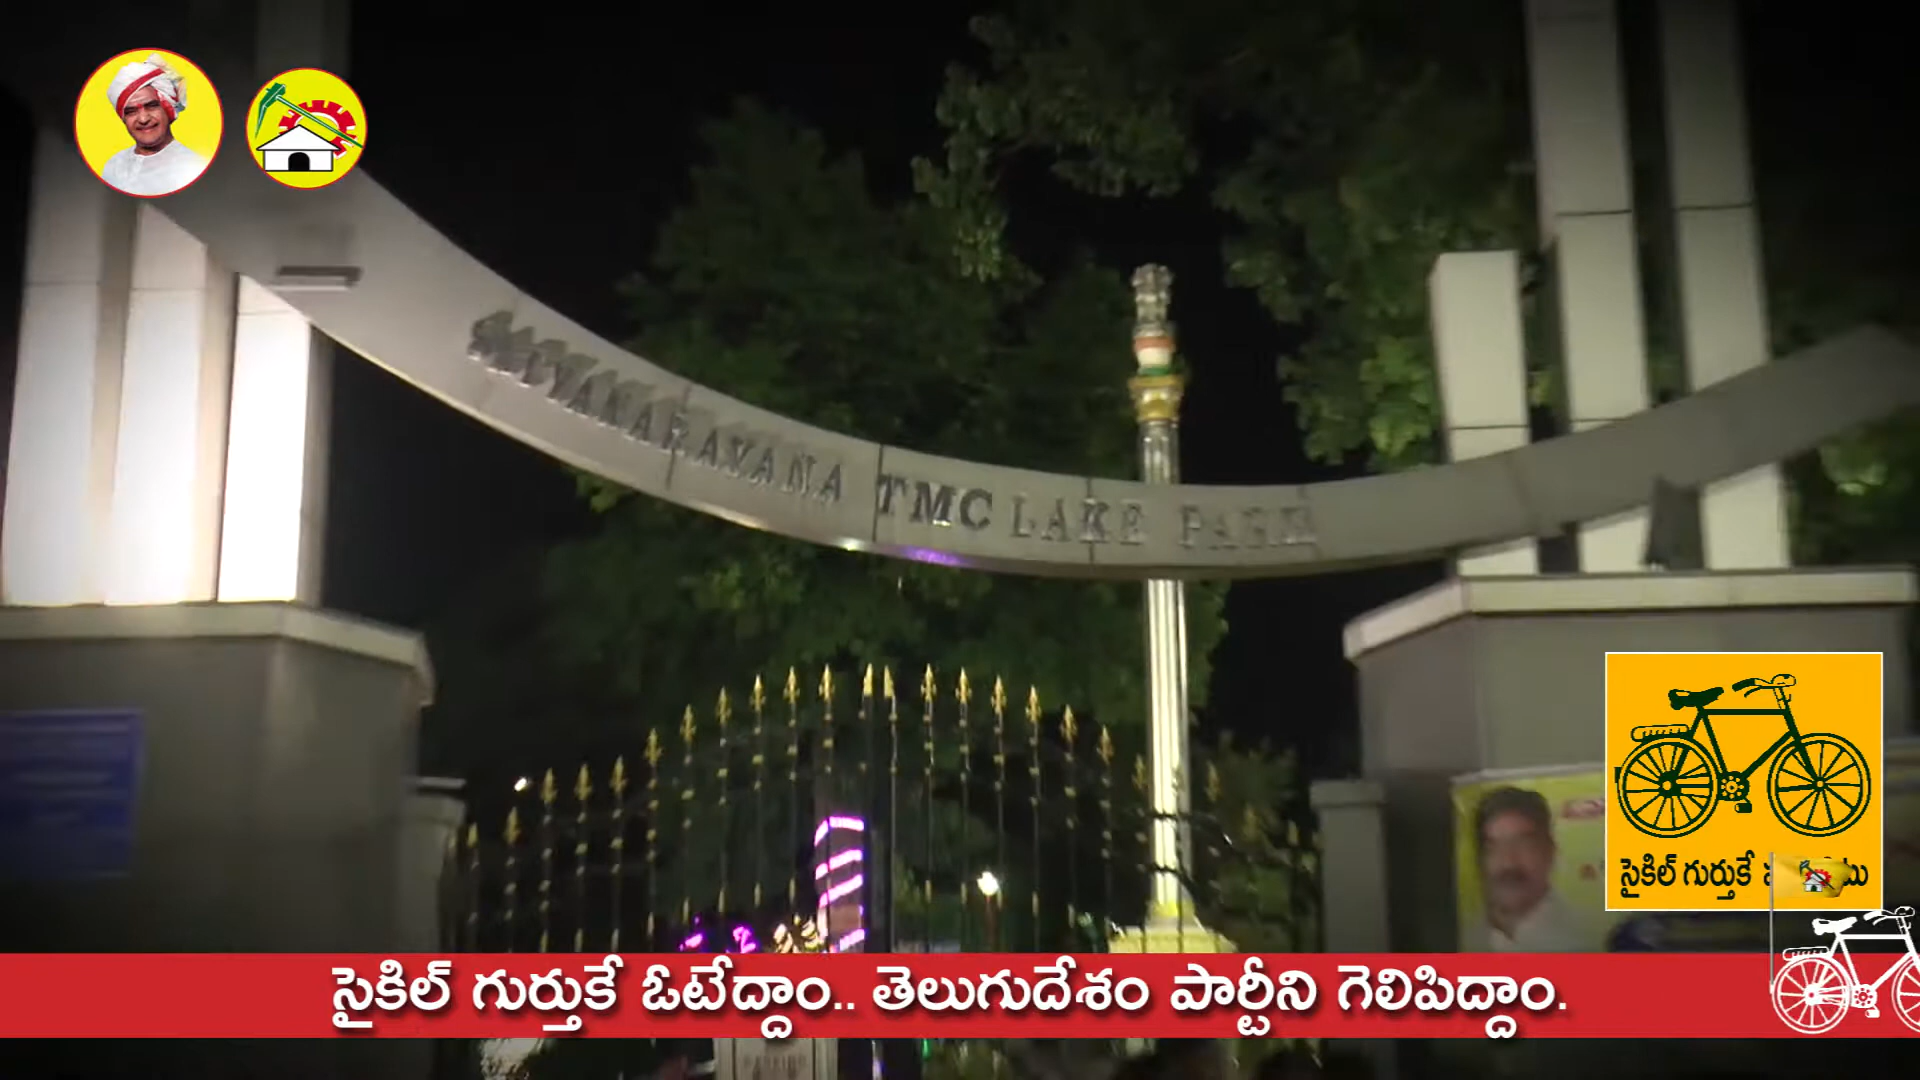 SATYANARAYANA TMC LAKE PARK
సైకిల్ గుర్తుకే
సైకిల్ గుర్తుకే ఓటేద్దాం.. తెలుగుదేశం పార్టీని గెలిపిద్దాం.